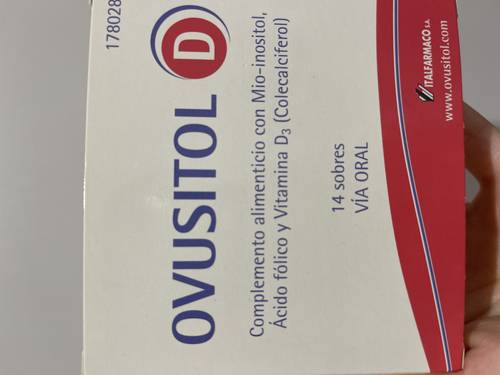 178028
OVUSITOL D
Complemento alimenticio con Mio-inositol,
Ácido fólico y Vitamina D₃ (Colecalciferol)
14 sobres
VÍA ORAL
ITALFARMACO S.A.
www.ovusitol.com